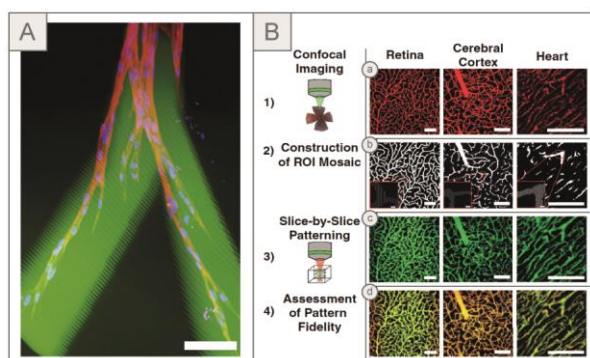 A
B
Confocal
Imaging
Retina
Cerebral
Cortex
Heart
1)
a
2)
Construction
of ROI Mosaic
b
3)
Slice-by-Slice
Patterning
c
4)
Assessment
of Pattern
Fidelity
d